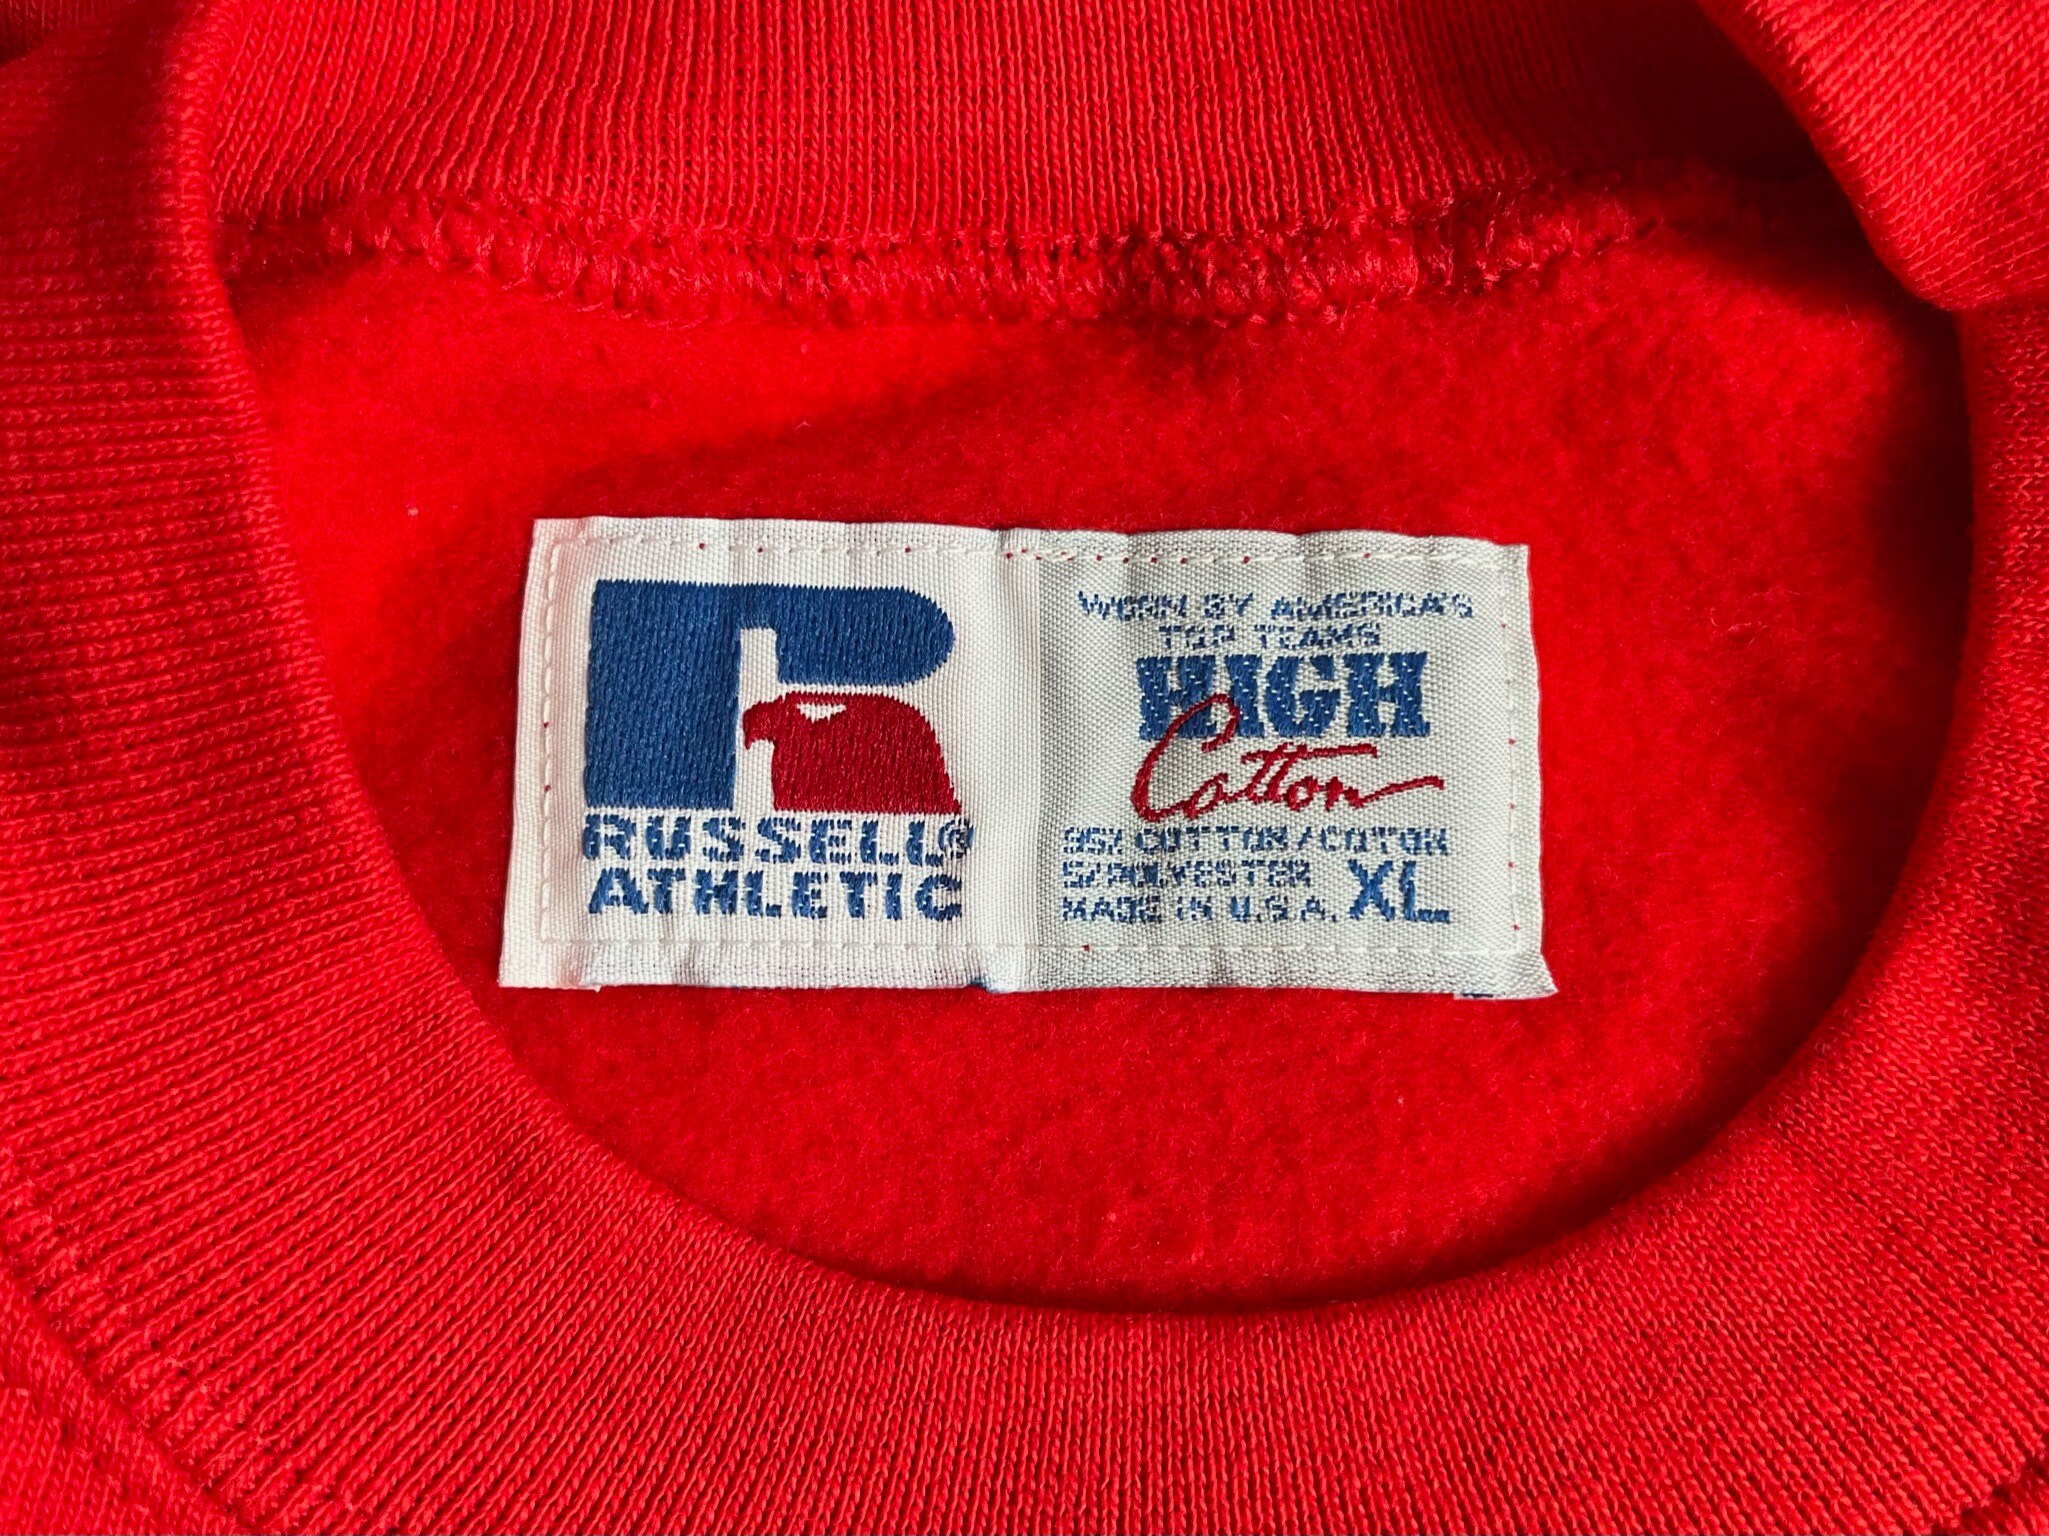 RUSSELL®
ATHLETIC
WORN BY AMERICA'S
TOP TEAMS
HIGH
Cotton
95% COTTON/COTON
5% POLYESTER
MADE IN U.S.A. XL